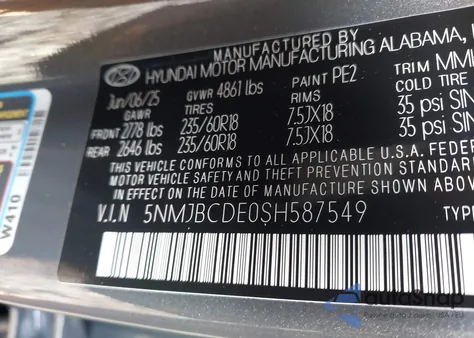 MANUFACTURED BY
HYUNDAI MOTOR MANUFACTURING ALABAMA,
Jun/06/25 GVWR 4861 lbs PAINT PE2 TRIM
GAWR TIRES RIMS COLD TIRE
FRONT 2778 lbs 235/60R18 7.5JX18 35 psi
REAR 2646 lbs 235/60R18 7.5JX18 35 psi
THIS VEHICLE CONFORMS TO ALL APPLICABLE U.S.A. FEDER
MOTOR VEHICLE SAFETY AND THEFT PREVENTION STANDAR
IN EFFECT ON THE DATE OF MANUFACTURE SHOWN ABOV
V.I.N 5NMJBCDE0SH587549 TYPE
W410
autoSnap